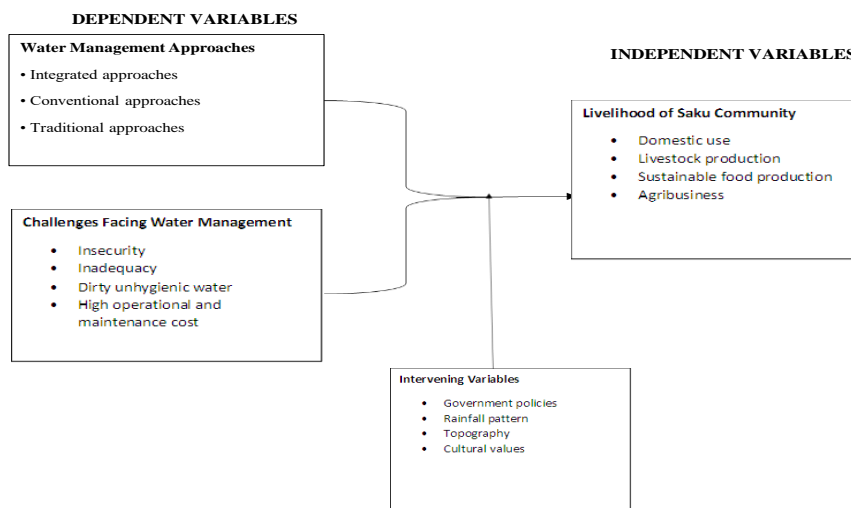 DEPENDENT VARIABLES
Water Management Approaches
• Integrated approaches
• Conventional approaches
• Traditional approaches
INDEPENDENT VARIABLES
Livelihood of Saku Community
• Domestic use
• Livestock production
• Sustainable food production
• Agribusiness
Challenges Facing Water Management
• Insecurity
• Inadequacy
• Dirty unhygienic water
• High operational and
maintenance cost
Intervening Variables
• Government policies
• Rainfall pattern
• Topography
• Cultural values